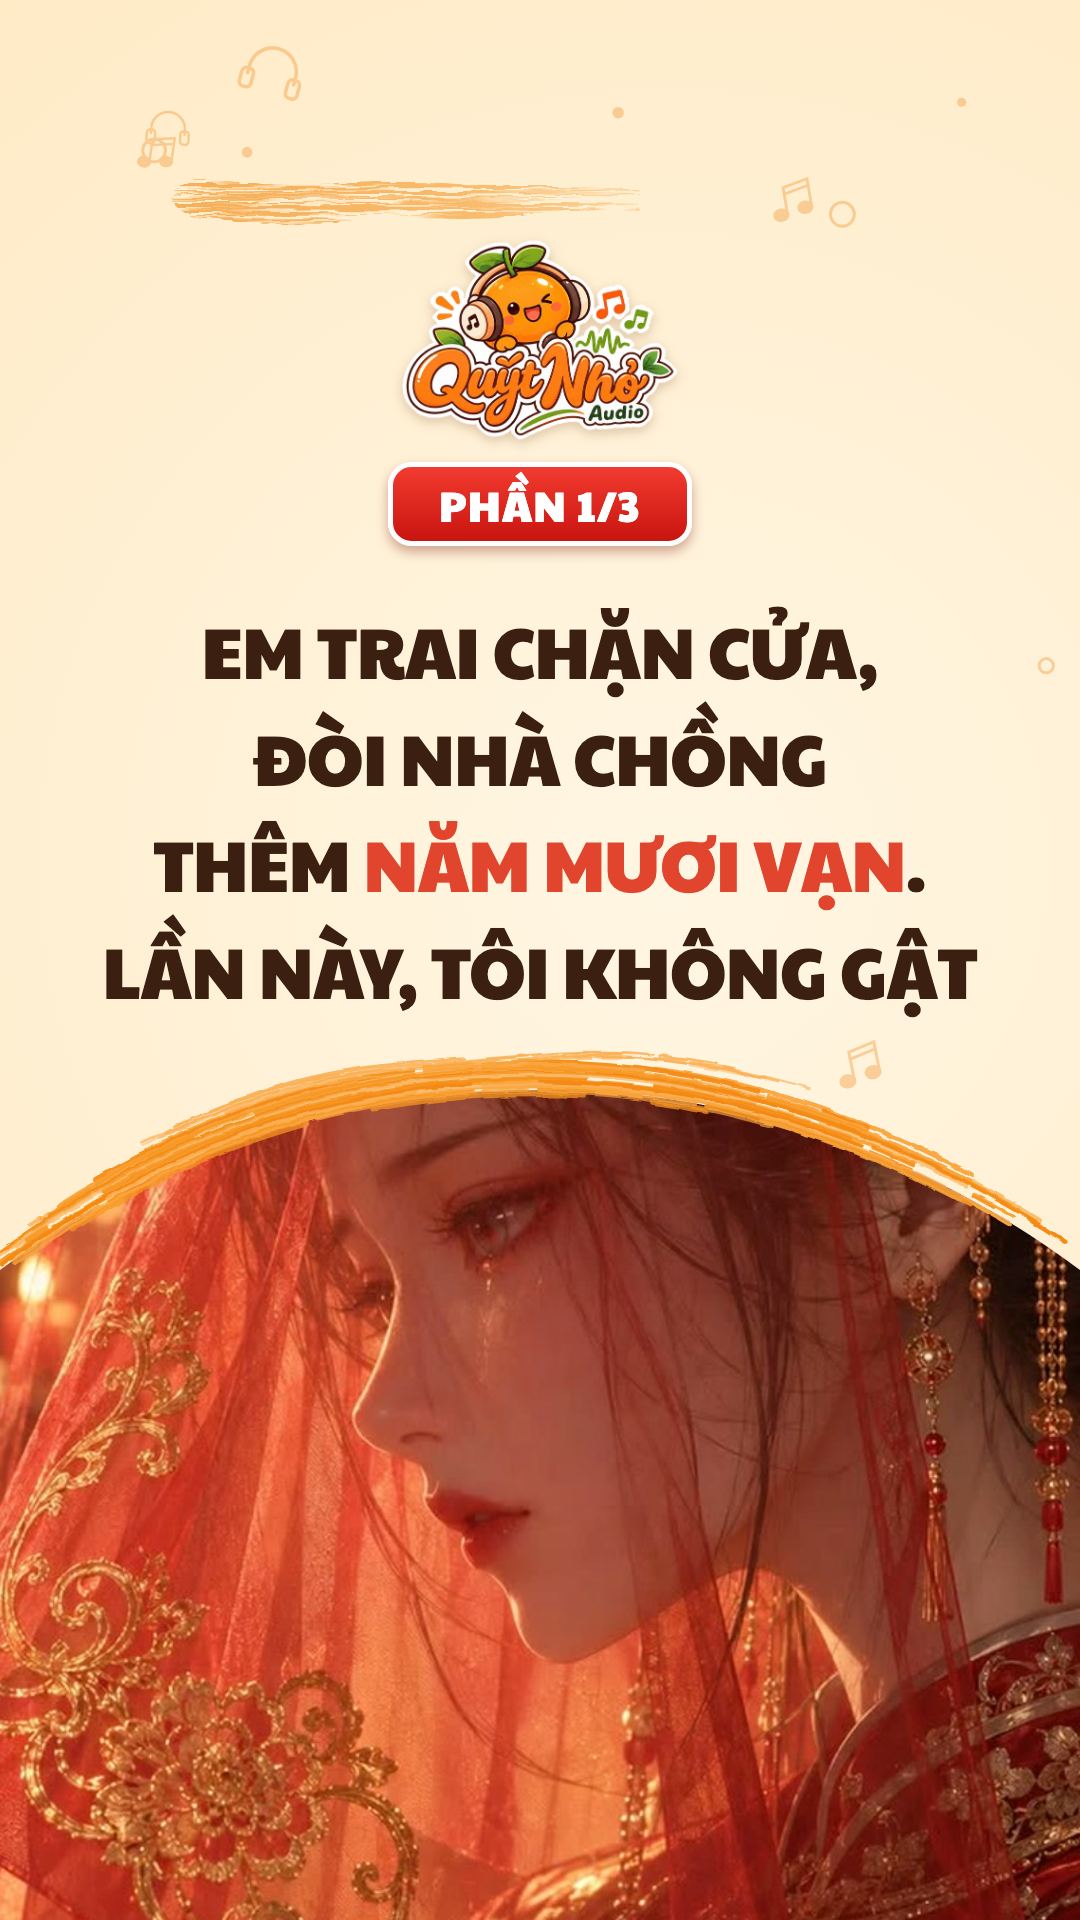 Quýt Nhỏ
Audio
PHẦN 1/3
EM TRAI CHẶN CỬA,
ĐÒI NHÀ CHỒNG
THÊM NĂM MƯƠI VẠN.
LẦN NÀY, TÔI KHÔNG GẬT